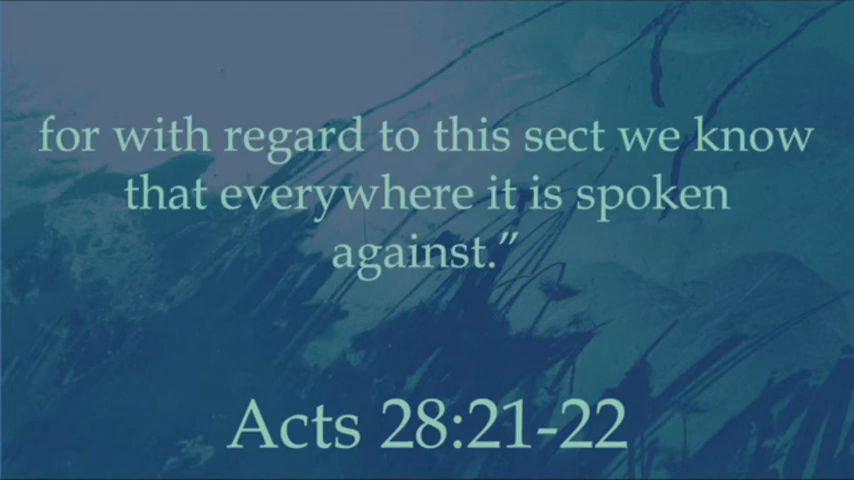 for with regard to this sect we know
that everywhere it is spoken
against.”
Acts 28:21-22